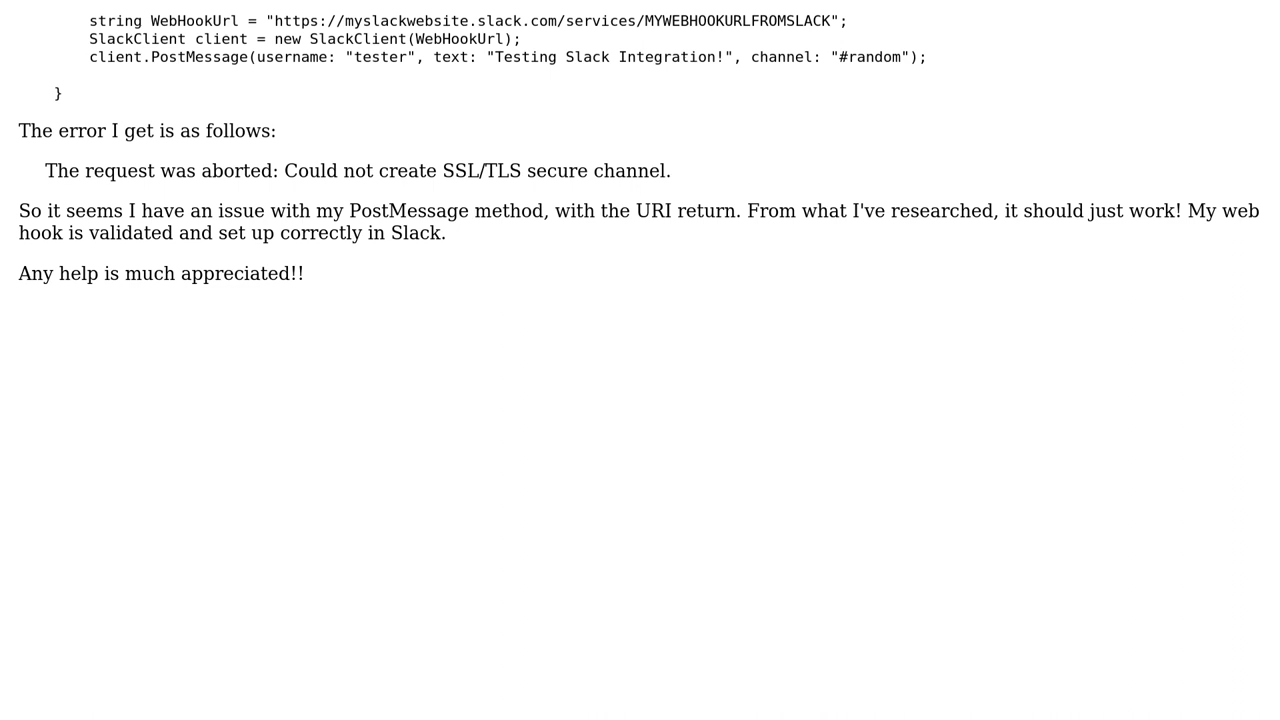 string WebHookUrl = "https://myslackwebsite.slack.com/services/MYWEBHOOKURLFROMSLACK";
SlackClient client = new SlackClient(WebHookUrl);
client.PostMessage(username: "tester", text: "Testing Slack Integration!", channel: "#random");
}
The error I get is as follows:
The request was aborted: Could not create SSL/TLS secure channel.
So it seems I have an issue with my PostMessage method, with the URI return. From what I've researched, it should just work! My web
hook is validated and set up correctly in Slack.
Any help is much appreciated!!